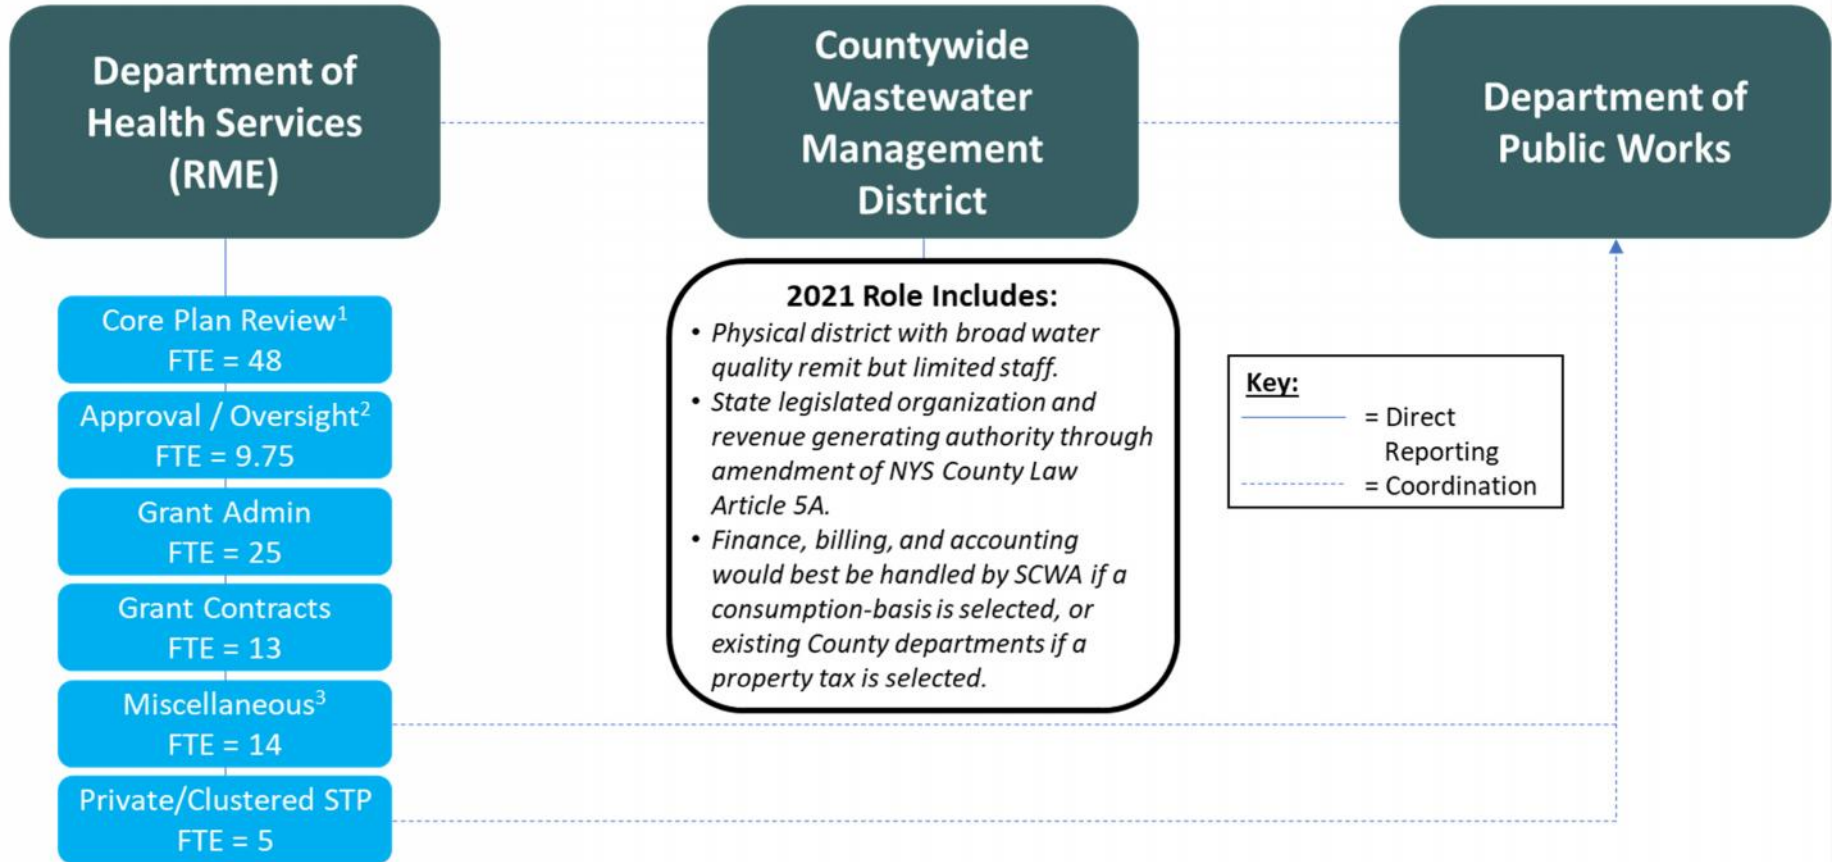 Department of
Health Services
(RME)
Countywide
Wastewater
Management
District
Department of
Public Works
Core Plan Review¹
FTE = 48
Approval / Oversight²
FTE = 9.75
Grant Admin
FTE = 25
Grant Contracts
FTE = 13
Miscellaneous³
FTE = 14
Private/Clustered STP
FTE = 5
2021 Role Includes:
• Physical district with broad water
quality remit but limited staff.
• State legislated organization and
revenue generating authority through
amendment of NYS County Law
Article 5A.
• Finance, billing, and accounting
would best be handled by SCWA if a
consumption-basis is selected, or
existing County departments if a
property tax is selected.
Key:
= Direct
Reporting
= Coordination